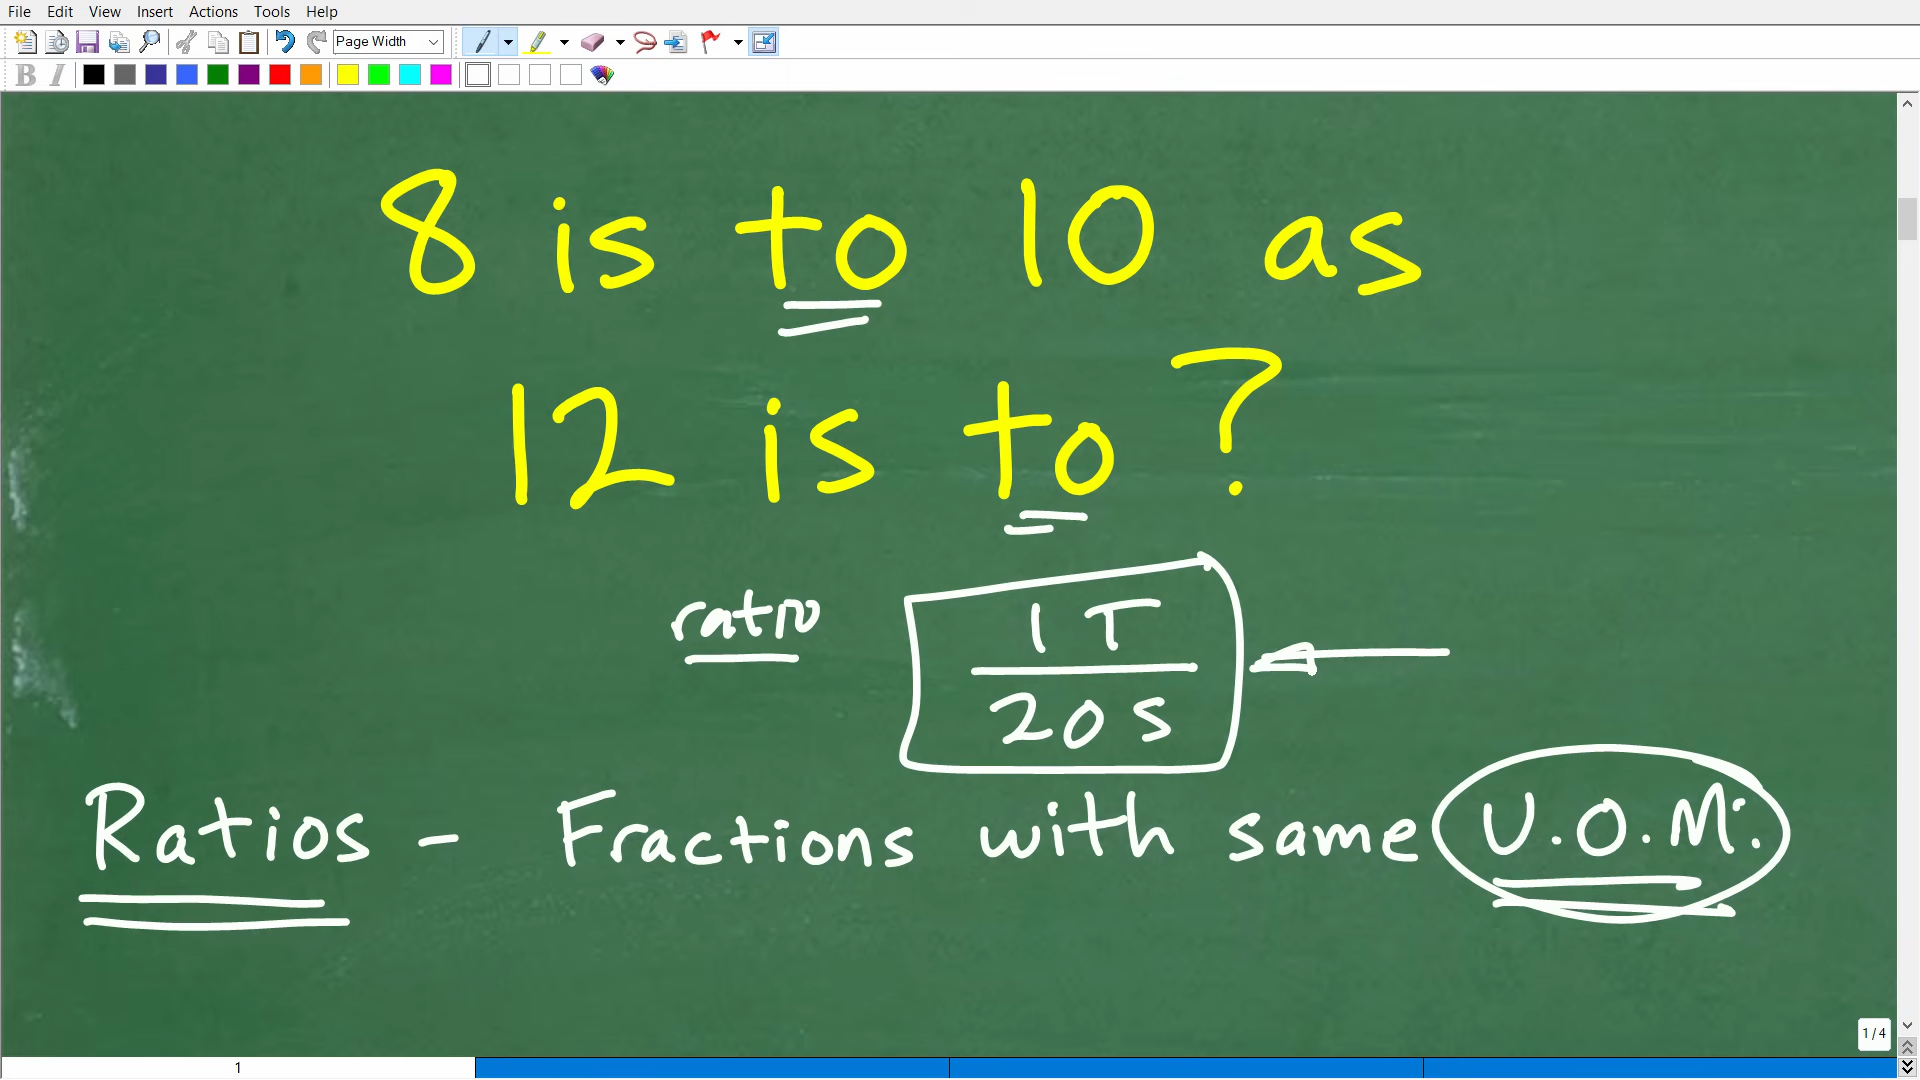 File Edit View Insert Actions Tools Help
Page Width
B I
8 is to 10 as
12 is to ?
ratio
1 T
20 S
Ratios - Fractions with same U.O.M.
1 / 4
1